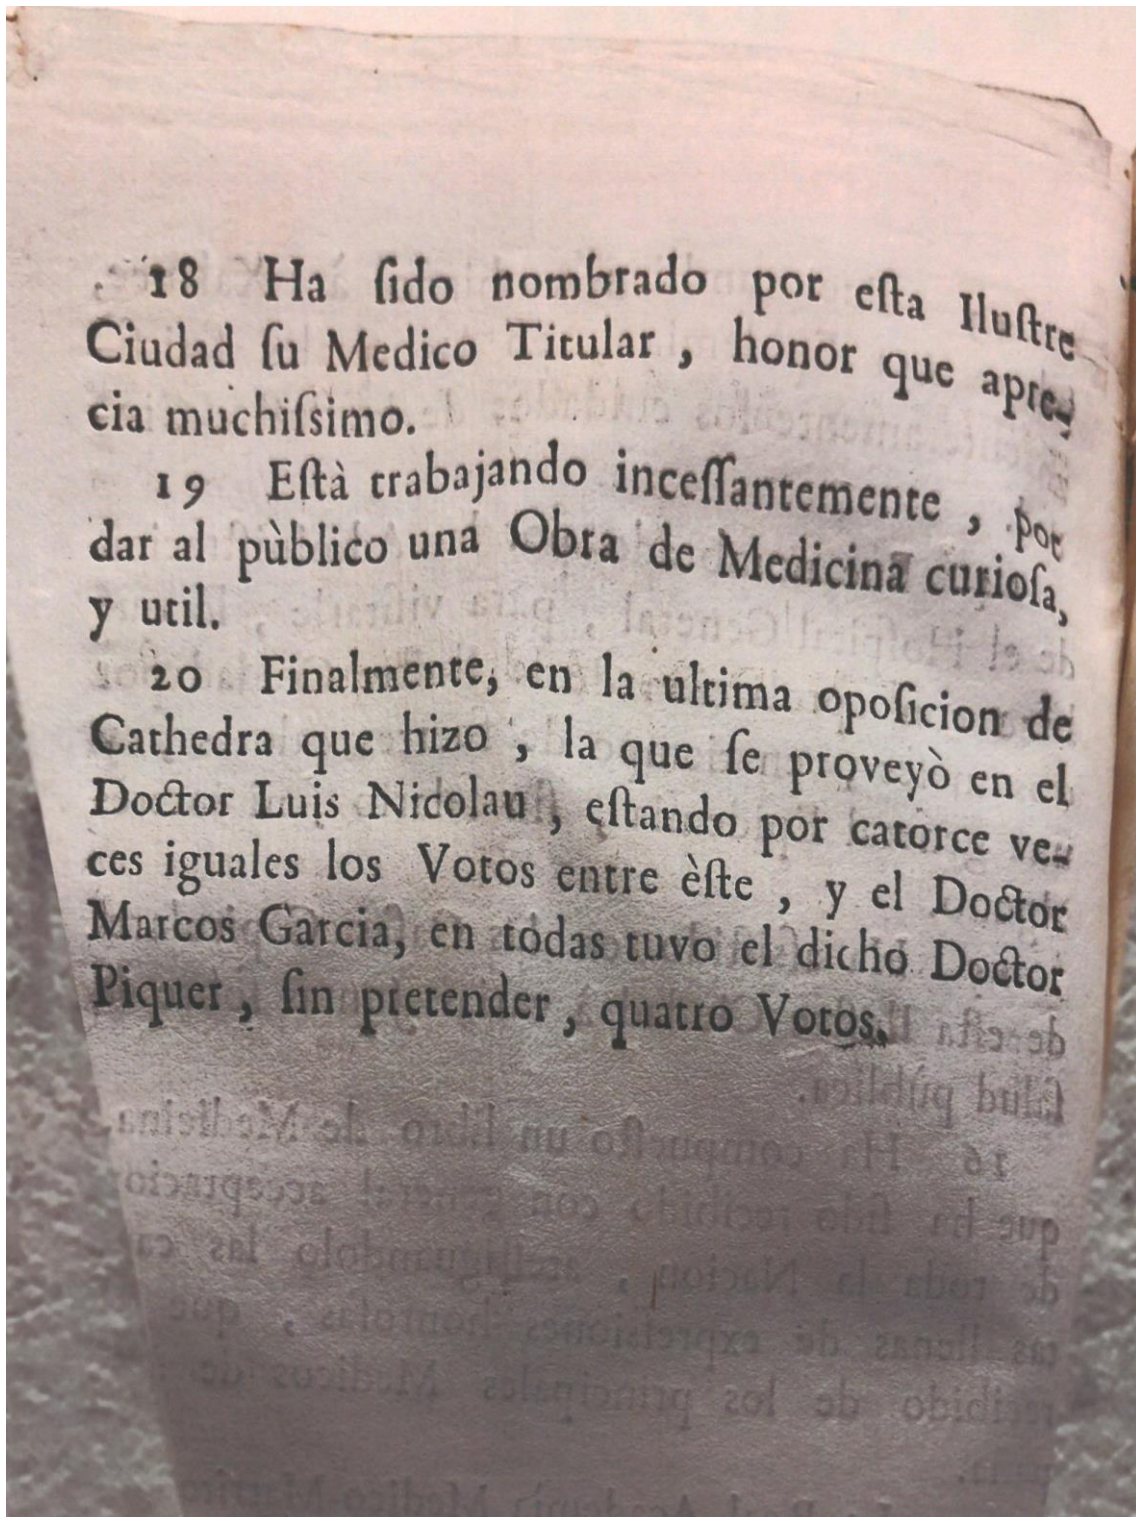 18 Ha ſido nombrado por eſta Iluſtre
Ciudad ſu Medico Titular, honor que apre-
cia muchiſsimo.
19 Eſtà trabajando inceſſantemente, por
dar al pùblico una Obra de Medicina curioſa,
y util.
20 Finalmente, en la ultima opoſicion de
Cathedra que hizo, la que ſe proveyò en el
Doctor Luis Nicolau, eſtando por catorce ve-
ces iguales los Votos entre èſte, y el Doctor
Marcos Garcia, en todas tuvo el dicho Doctor
Piquer, ſin pretender, quatro Votos.